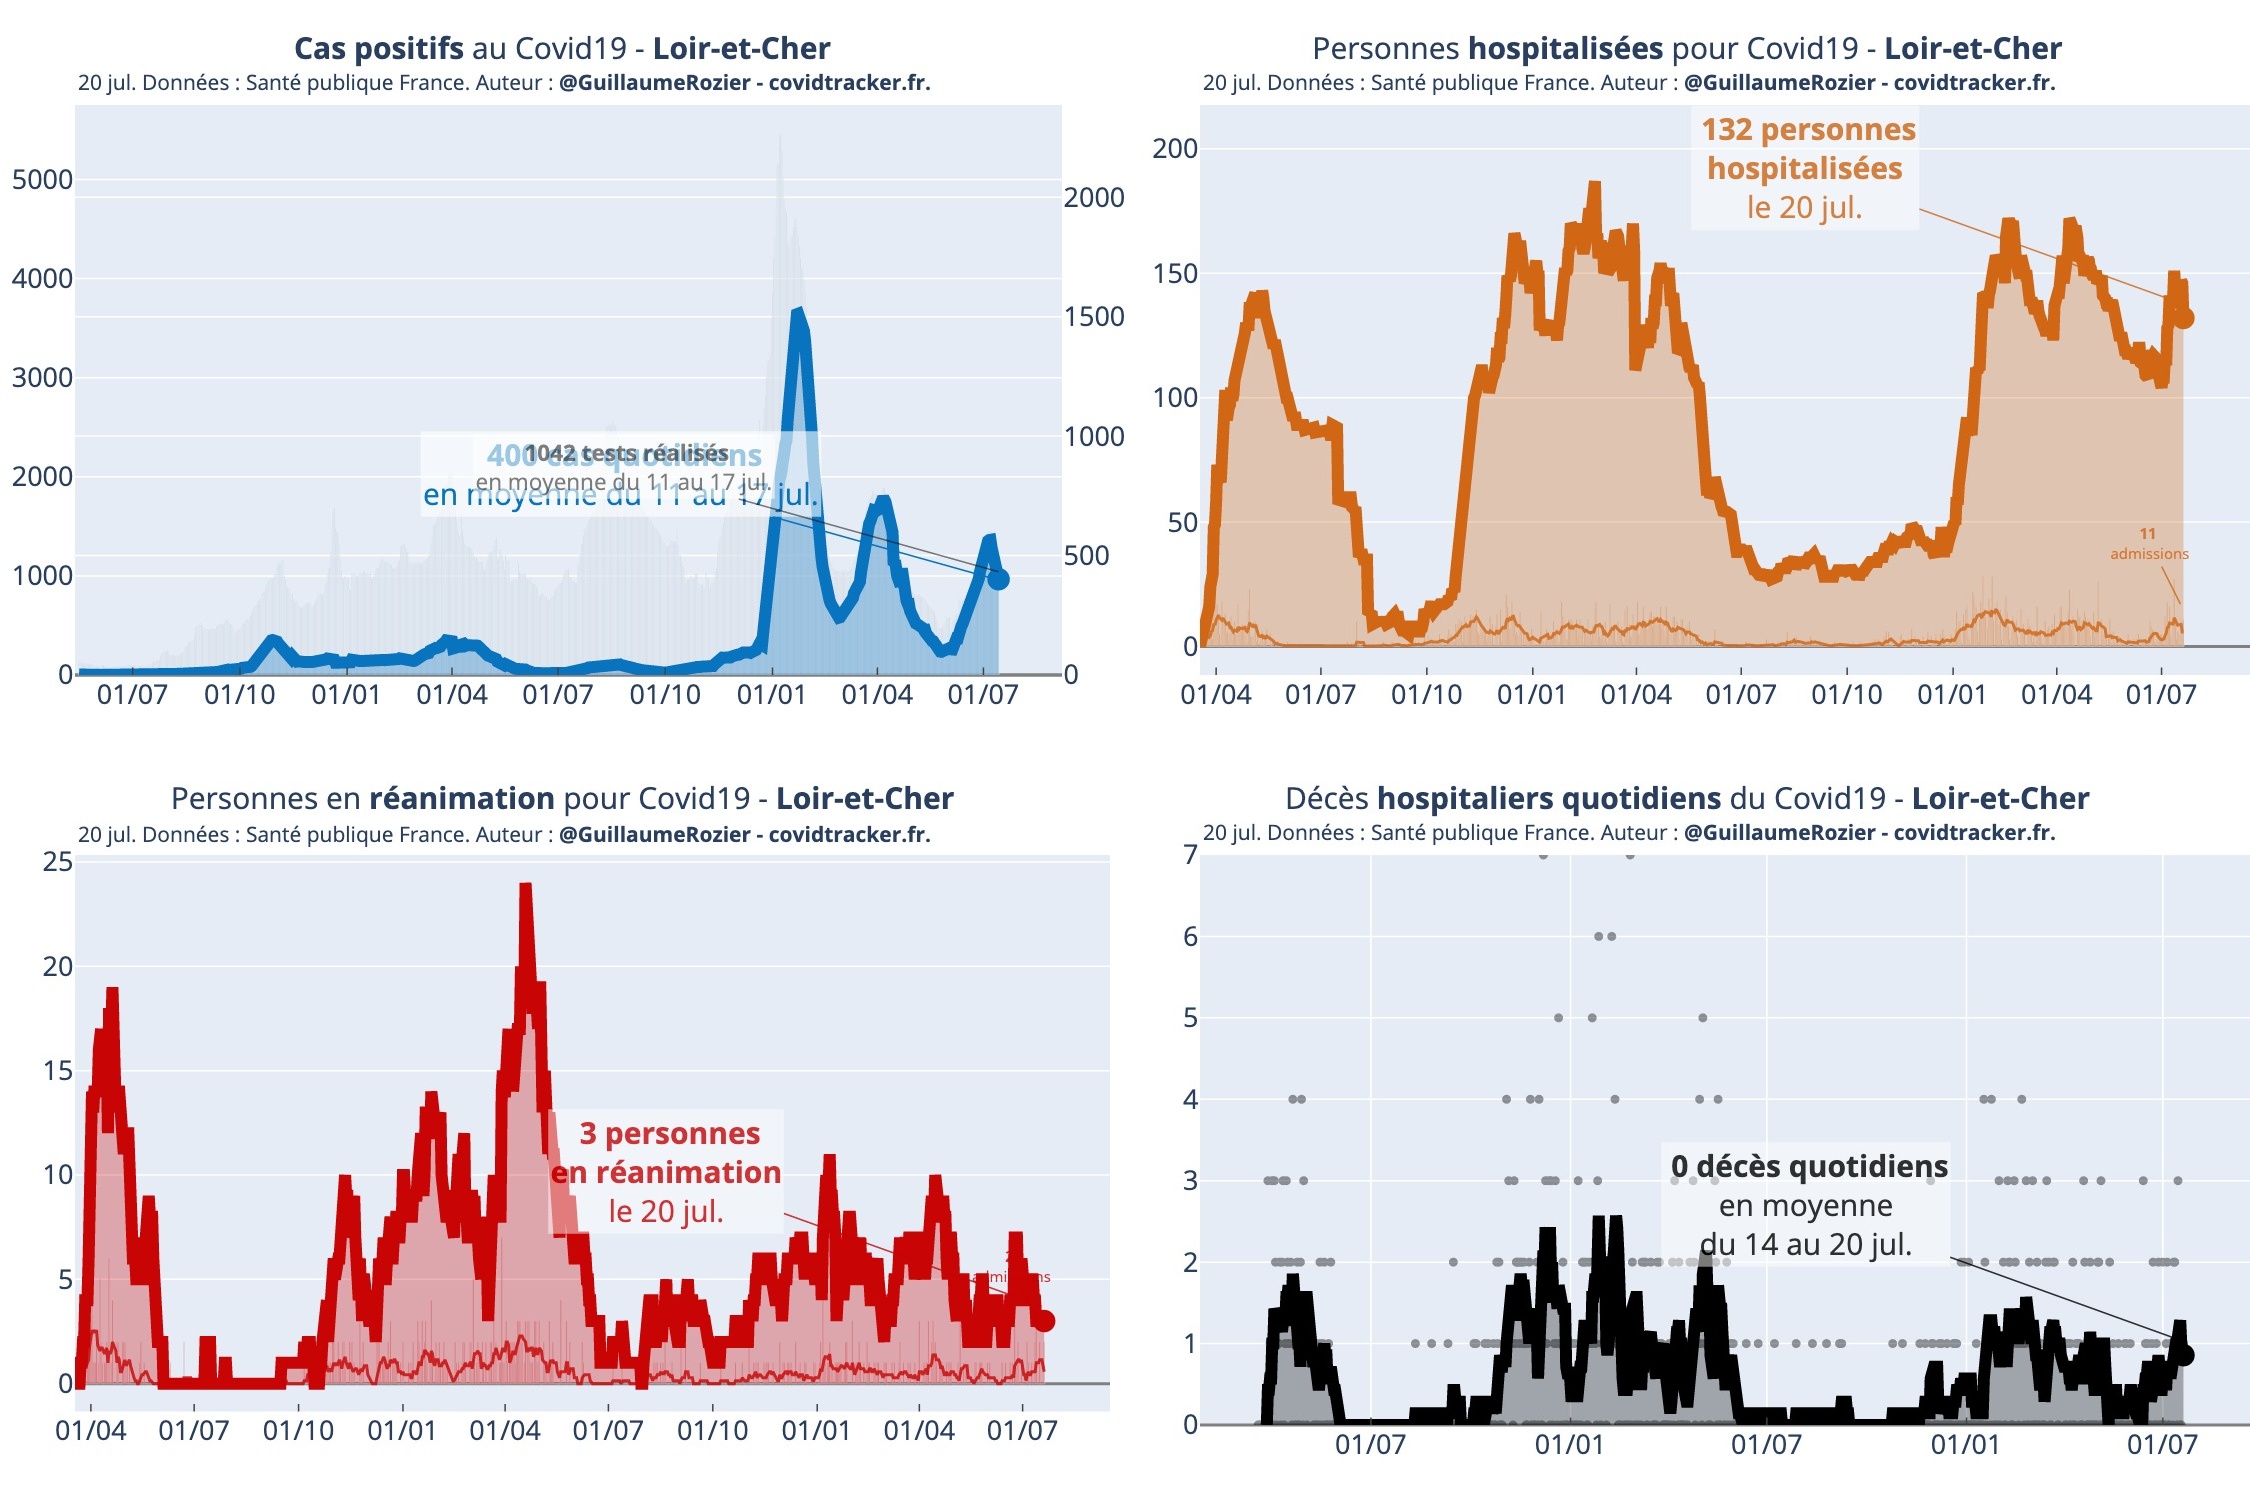 Cas positifs au Covid19 - Loir-et-Cher
20 jul. Données : Santé publique France. Auteur : @GuillaumeRozier - covidtracker.fr.
5000
4000
3000
2000
1000
0
2000
1500
1000
500
0
400 cas quotidiens
en moyenne du 11 au 17 jul.
1042 tests réalisés
en moyenne du 11 au 17 jul.
01/07 01/10 01/01 01/04 01/07 01/10 01/01 01/04 01/07
Personnes hospitalisées pour Covid19 - Loir-et-Cher
20 jul. Données : Santé publique France. Auteur : @GuillaumeRozier - covidtracker.fr.
132 personnes
hospitalisées
le 20 jul.
200
150
100
50
0
11
admissions
01/04 01/07 01/10 01/01 01/04 01/07 01/10 01/01 01/04 01/07
Personnes en réanimation pour Covid19 - Loir-et-Cher
20 jul. Données : Santé publique France. Auteur : @GuillaumeRozier - covidtracker.fr.
25
20
15
10
5
0
3 personnes
en réanimation
le 20 jul.
admissions
01/04 01/07 01/10 01/01 01/04 01/07 01/10 01/01 01/04 01/07
Décès hospitaliers quotidiens du Covid19 - Loir-et-Cher
20 jul. Données : Santé publique France. Auteur : @GuillaumeRozier - covidtracker.fr.
7
6
5
4
3
2
1
0
0 décès quotidiens
en moyenne
du 14 au 20 jul.
01/07 01/01 01/07 01/01 01/07